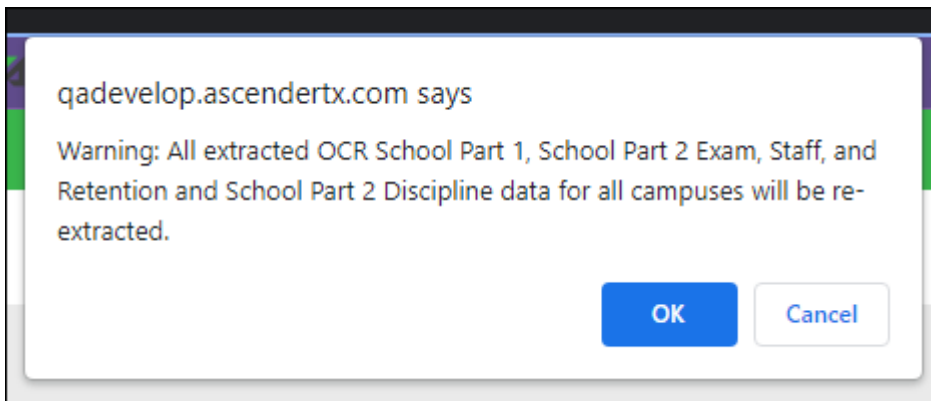 qadevelop.ascendertx.com says
Warning: All extracted OCR School Part 1, School Part 2 Exam, Staff, and
Retention and School Part 2 Discipline data for all campuses will be re-
extracted.
OK
Cancel